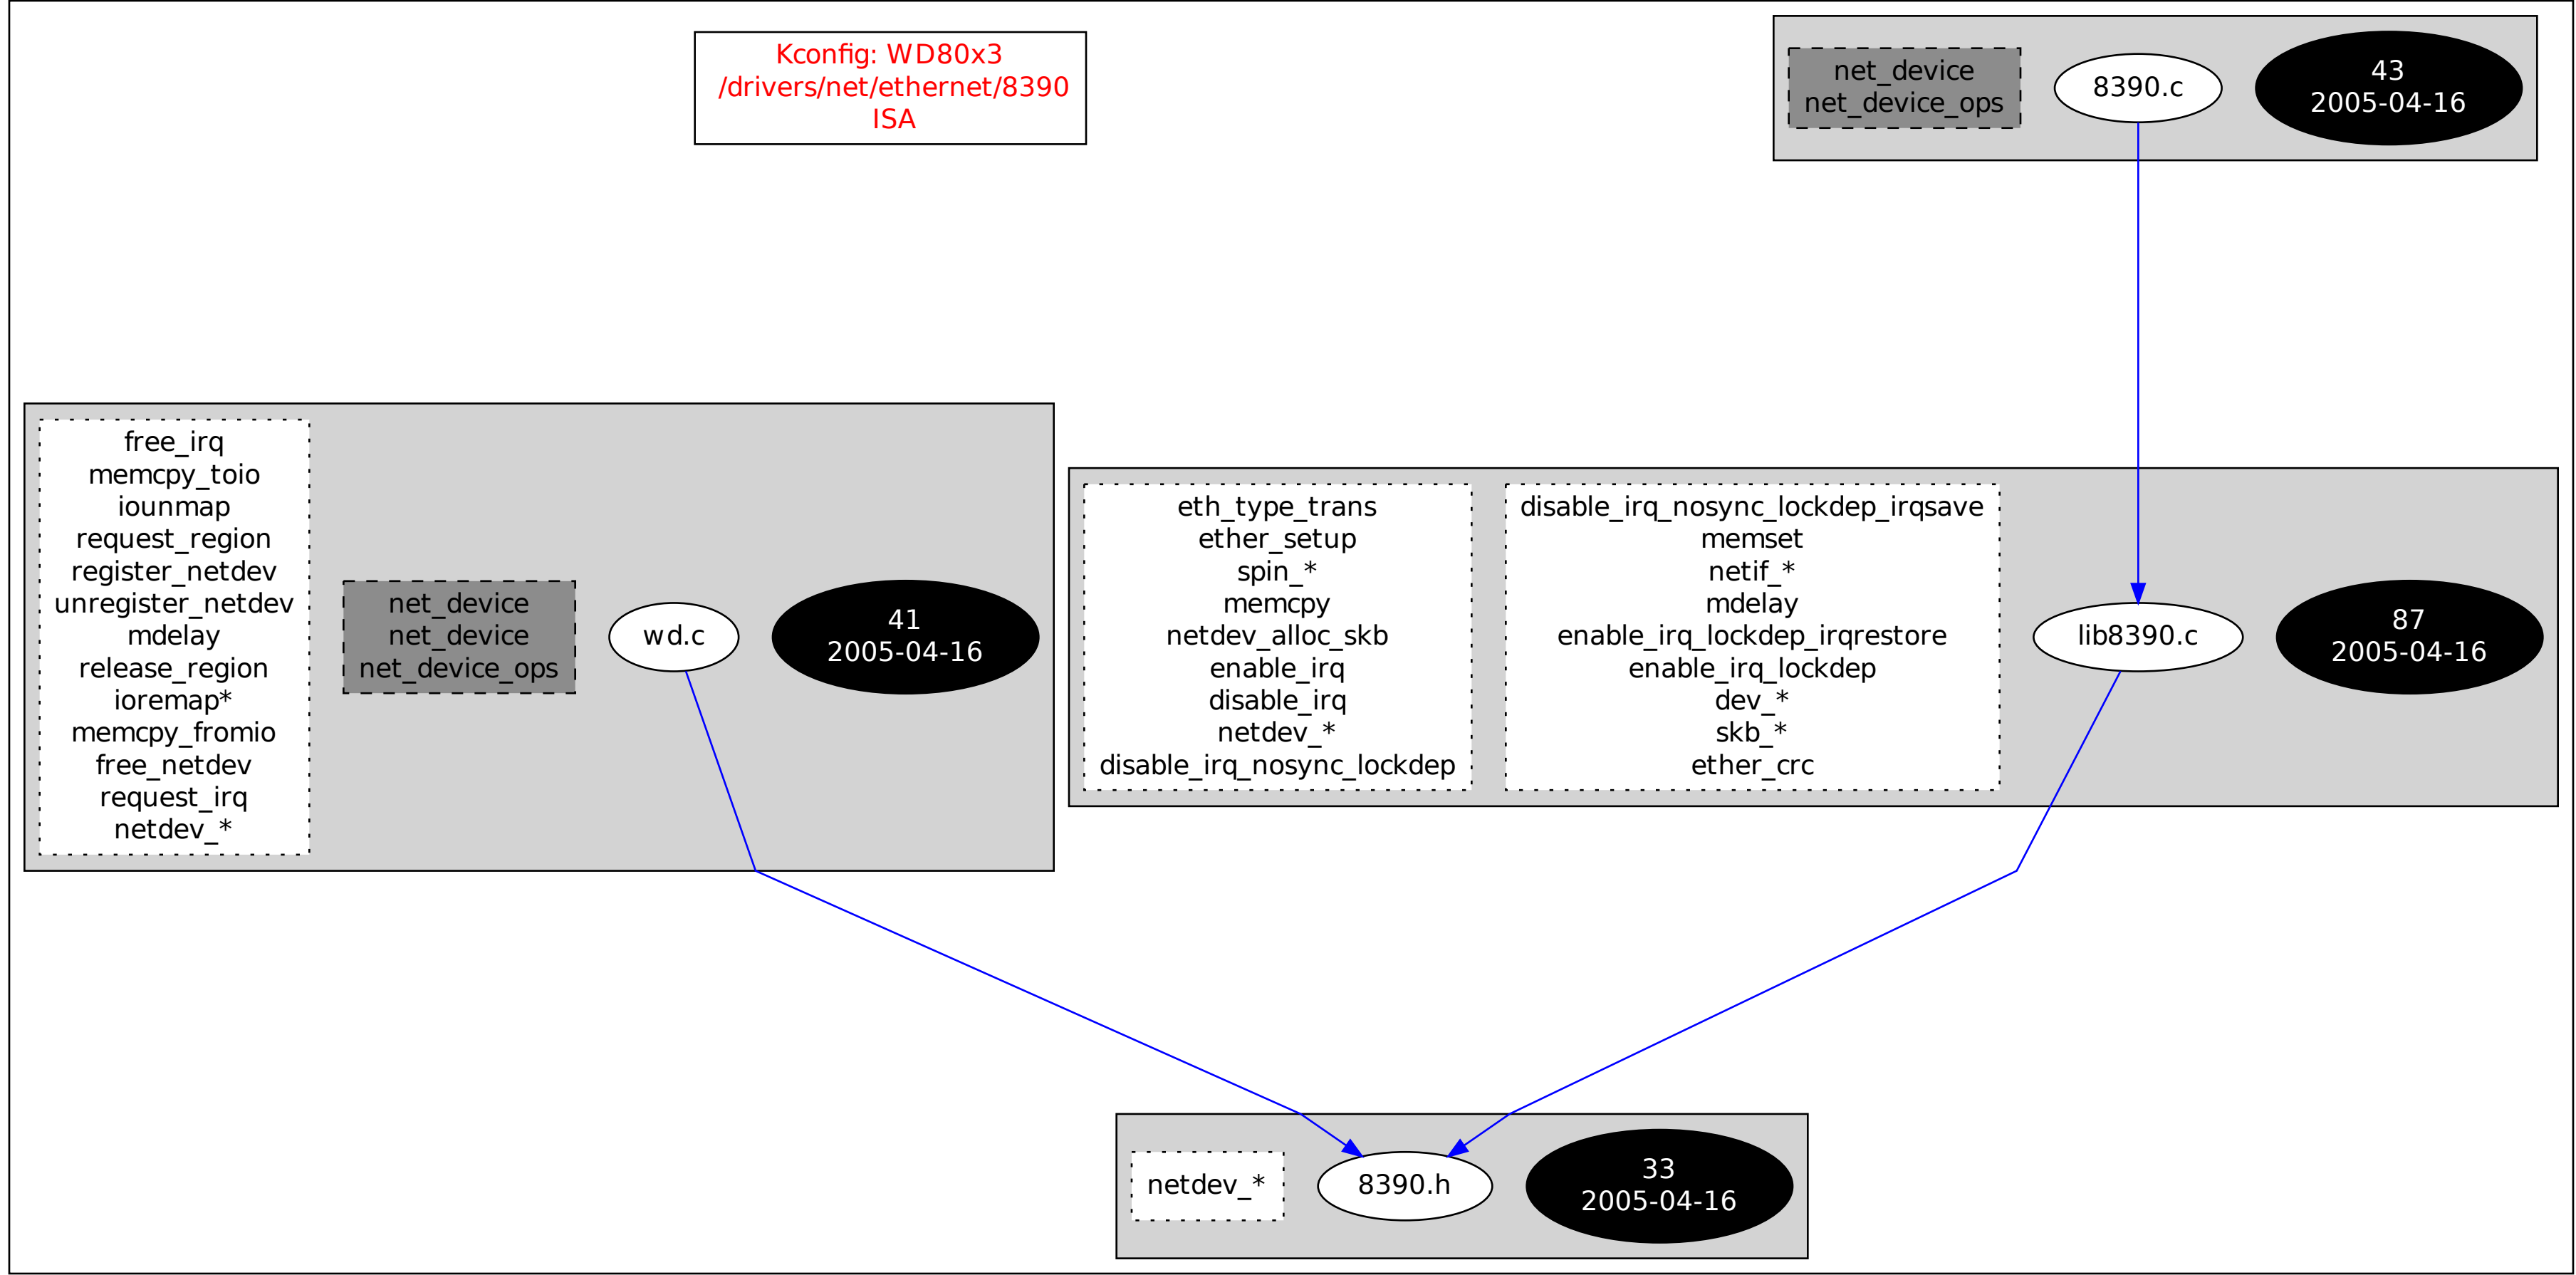 Kconfig: WD80x3
/drivers/net/ethernet/8390
ISA
net_device
net_device_ops
8390.c
43
2005-04-16
free_irq
memcpy_toio
iounmap
request_region
register_netdev
unregister_netdev
mdelay
release_region
ioremap*
memcpy_fromio
free_netdev
request_irq
netdev_*
net_device
net_device
net_device_ops
wd.c
41
2005-04-16
eth_type_trans
ether_setup
spin_*
memcpy
netdev_alloc_skb
enable_irq
disable_irq
netdev_*
disable_irq_nosync_lockdep
disable_irq_nosync_lockdep_irqsave
memset
netif_*
mdelay
enable_irq_lockdep_irqrestore
enable_irq_lockdep
dev_*
skb_*
ether_crc
lib8390.c
87
2005-04-16
netdev_*
8390.h
33
2005-04-16